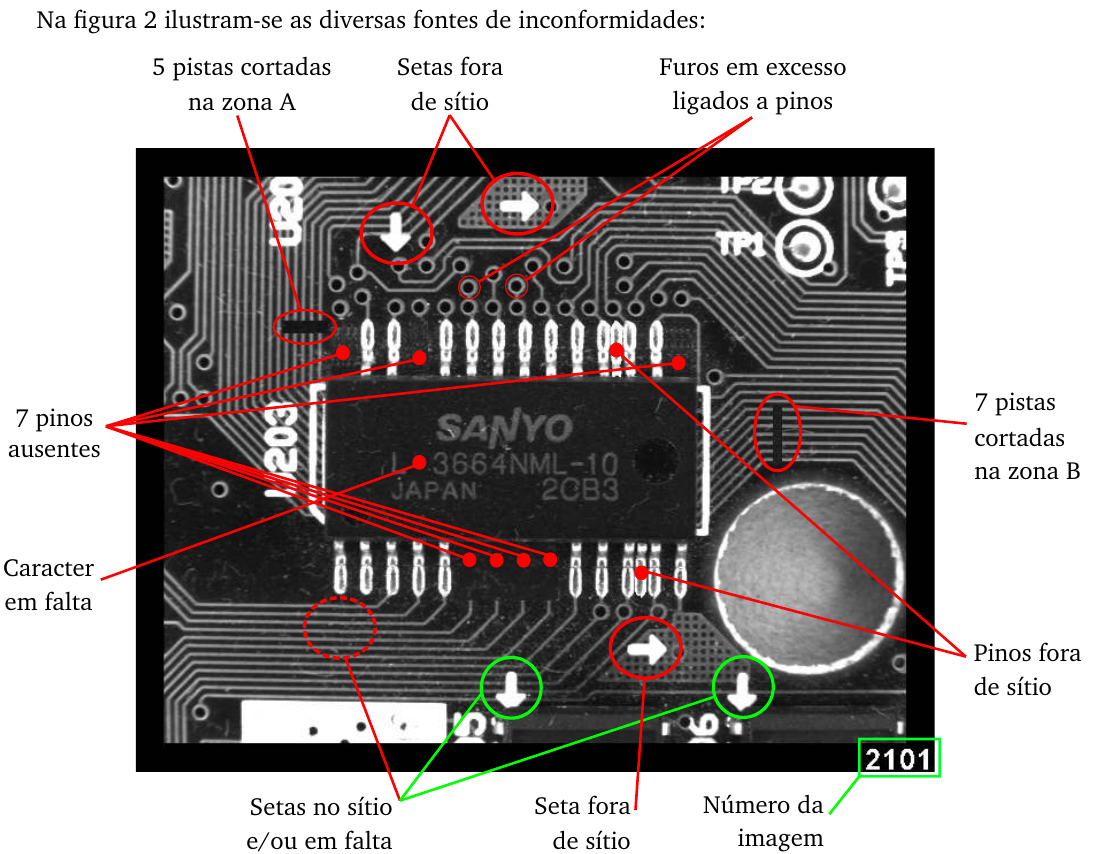 Na figura 2 ilustram-se as diversas fontes de inconformidades:
5 pistas cortadas
na zona A
Setas fora
de sítio
Furos em excesso
ligados a pinos
U20
TP2
TP1
TP3
7 pinos
ausentes
U203
SANYO
L 3664NML-10
JAPAN 2CB3
7 pistas
cortadas
na zona B
Caracter
em falta
Pinos fora
de sítio
2101
Setas no sítio
e/ou em falta
Seta fora
de sítio
Número da
imagem